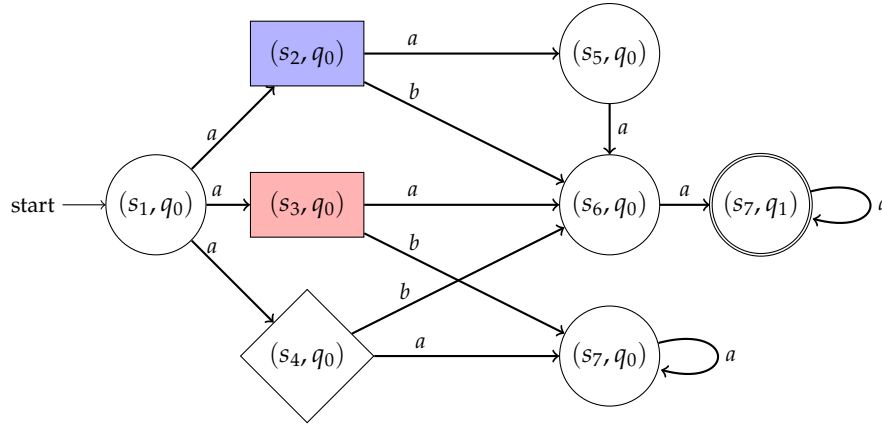 a
(s₂, q₀)
(s₅, q₀)
b
a
a
a
a
a
start
(s₁, q₀)
(s₃, q₀)
(s₆, q₀)
(s₇, q₁)
a
b
b
a
a
(s₄, q₀)
(s₇, q₀)
a